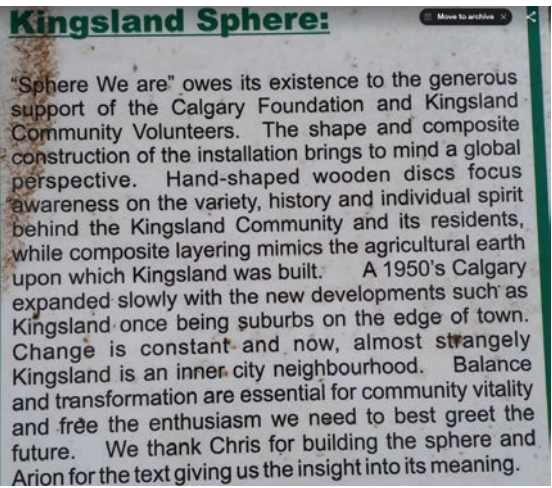 Kingsland Sphere:
Move to archive
"Sphere We are" owes its existence to the generous
support of the Calgary Foundation and Kingsland
Community Volunteers. The shape and composite
construction of the installation brings to mind a global
perspective. Hand-shaped wooden discs focus
awareness on the variety, history and individual spirit
behind the Kingsland Community and its residents,
while composite layering mimics the agricultural earth
upon which Kingsland was built. A 1950's Calgary
expanded slowly with the new developments such as
Kingsland once being suburbs on the edge of town.
Change is constant and now, almost strangely
Kingsland is an inner city neighbourhood. Balance
and transformation are essential for community vitality
and free the enthusiasm we need to best greet the
future. We thank Chris for building the sphere and
Arion for the text giving us the insight into its meaning.